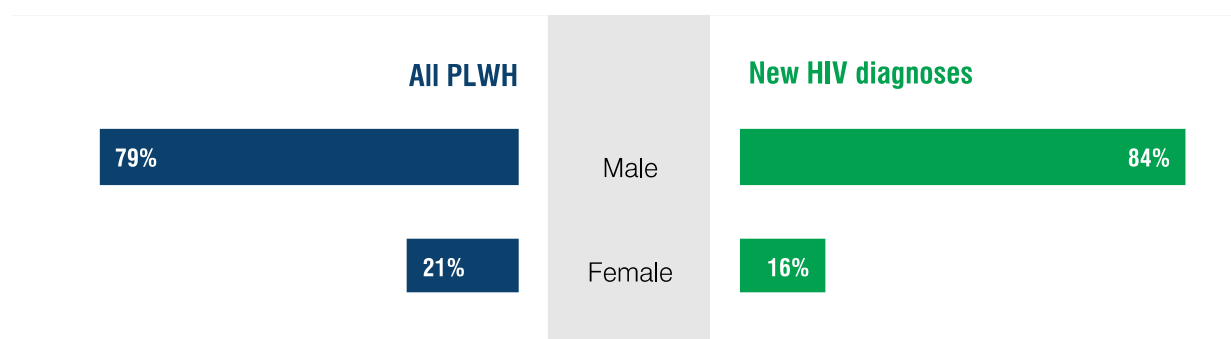 All PLWH
New HIV diagnoses
79%
Male
84%
21%
Female
16%